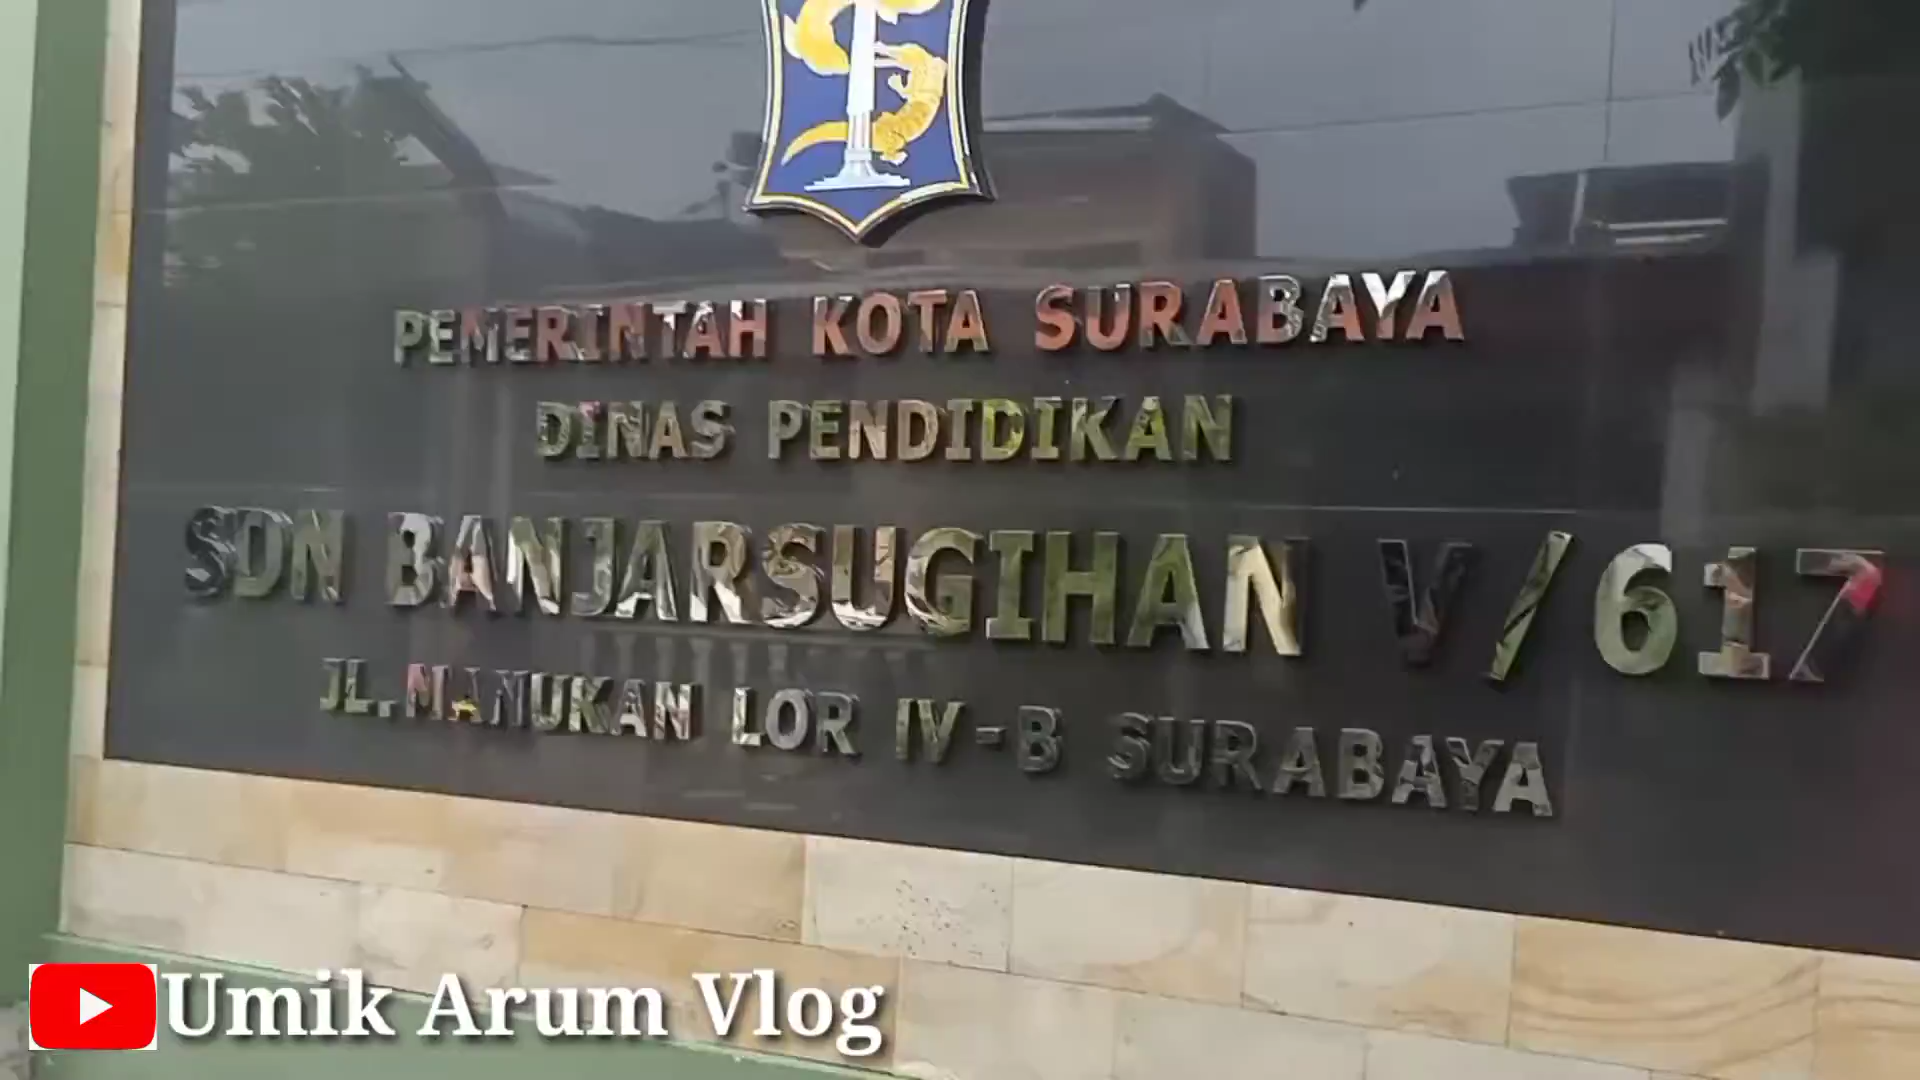 PEMERINTAH KOTA SURABAYA
DINAS PENDIDIKAN
SDN BANJARSUGIHAN V/617
JL.MANUKAN LOR IV-B SURABAYA
Umik Arum Vlog